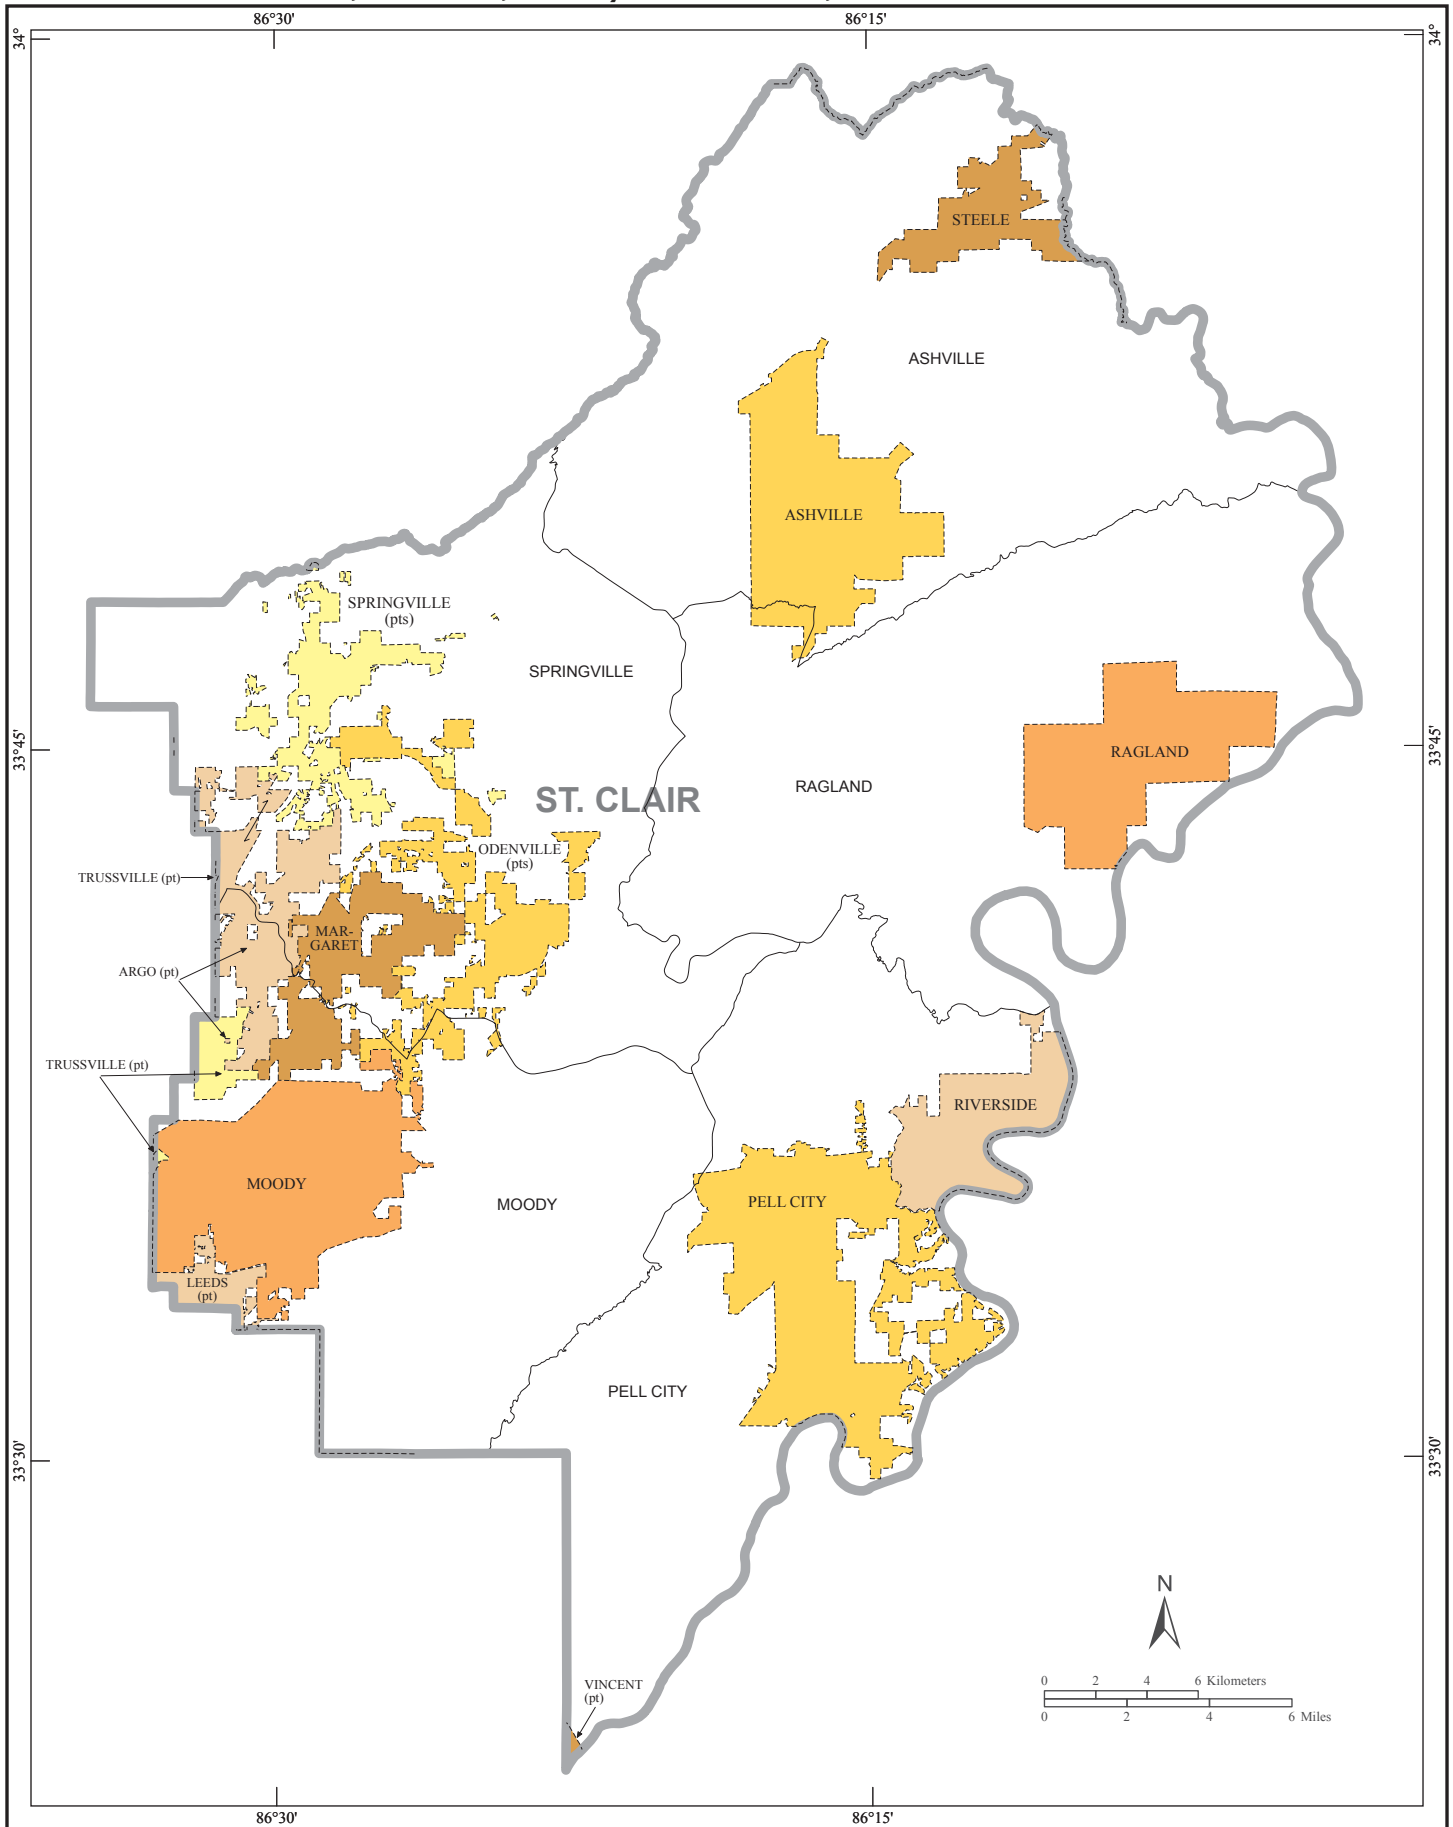 86°30'
86°15'
34°
34°
STEELE
ASHVILLE
ASHVILLE
SPRINGVILLE
(pts)
SPRINGVILLE
33°45'
33°45'
RAGLAND
RAGLAND
ST. CLAIR
ODENVILLE
(pts)
TRUSSVILLE (pt)
MAR-
GARET
ARGO (pt)
TRUSSVILLE (pt)
RIVERSIDE
MOODY
MOODY
PELL CITY
LEEDS
(pt)
PELL CITY
33°30'
33°30'
N
VINCENT
(pt)
0 2 4 6 Kilometers
0 2 4 6 Miles
86°30'
86°15'